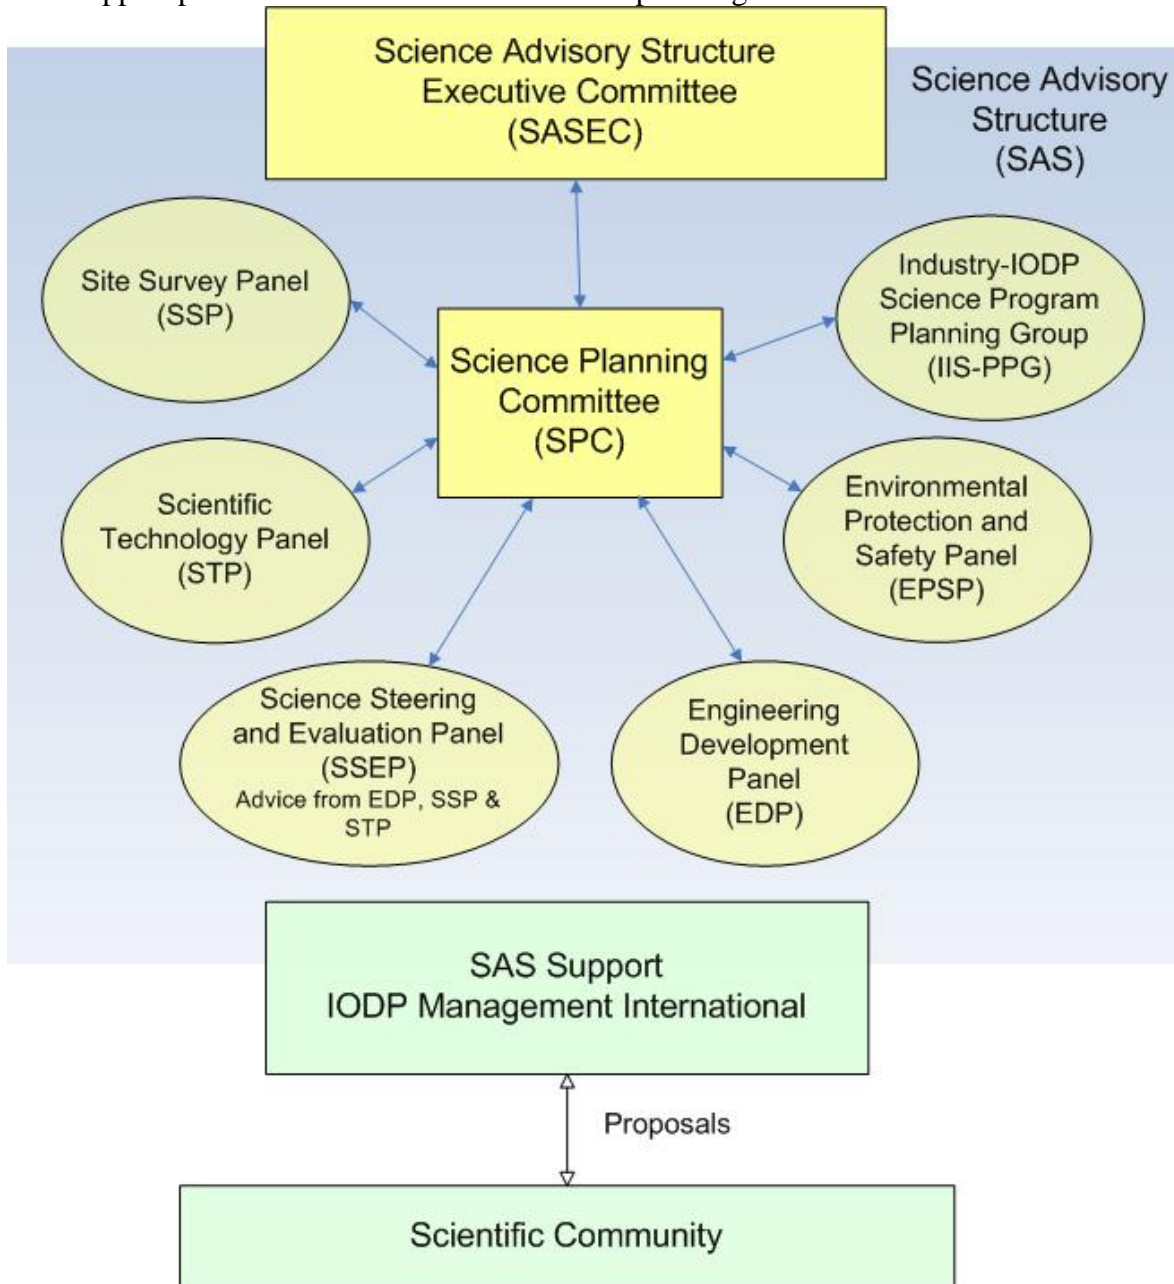 Science Advisory Structure
Executive Committee
(SASEC)
Science Advisory
Structure
(SAS)
Site Survey Panel
(SSP)
Industry-IODP
Science Program
Planning Group
(IIS-PPG)
Science Planning
Committee
(SPC)
Scientific
Technology Panel
(STP)
Environmental
Protection and
Safety Panel
(EPSP)
Science Steering
and Evaluation Panel
(SSEP)
Advice from EDP, SSP &
STP
Engineering
Development
Panel
(EDP)
SAS Support
IODP Management International
Proposals
Scientific Community